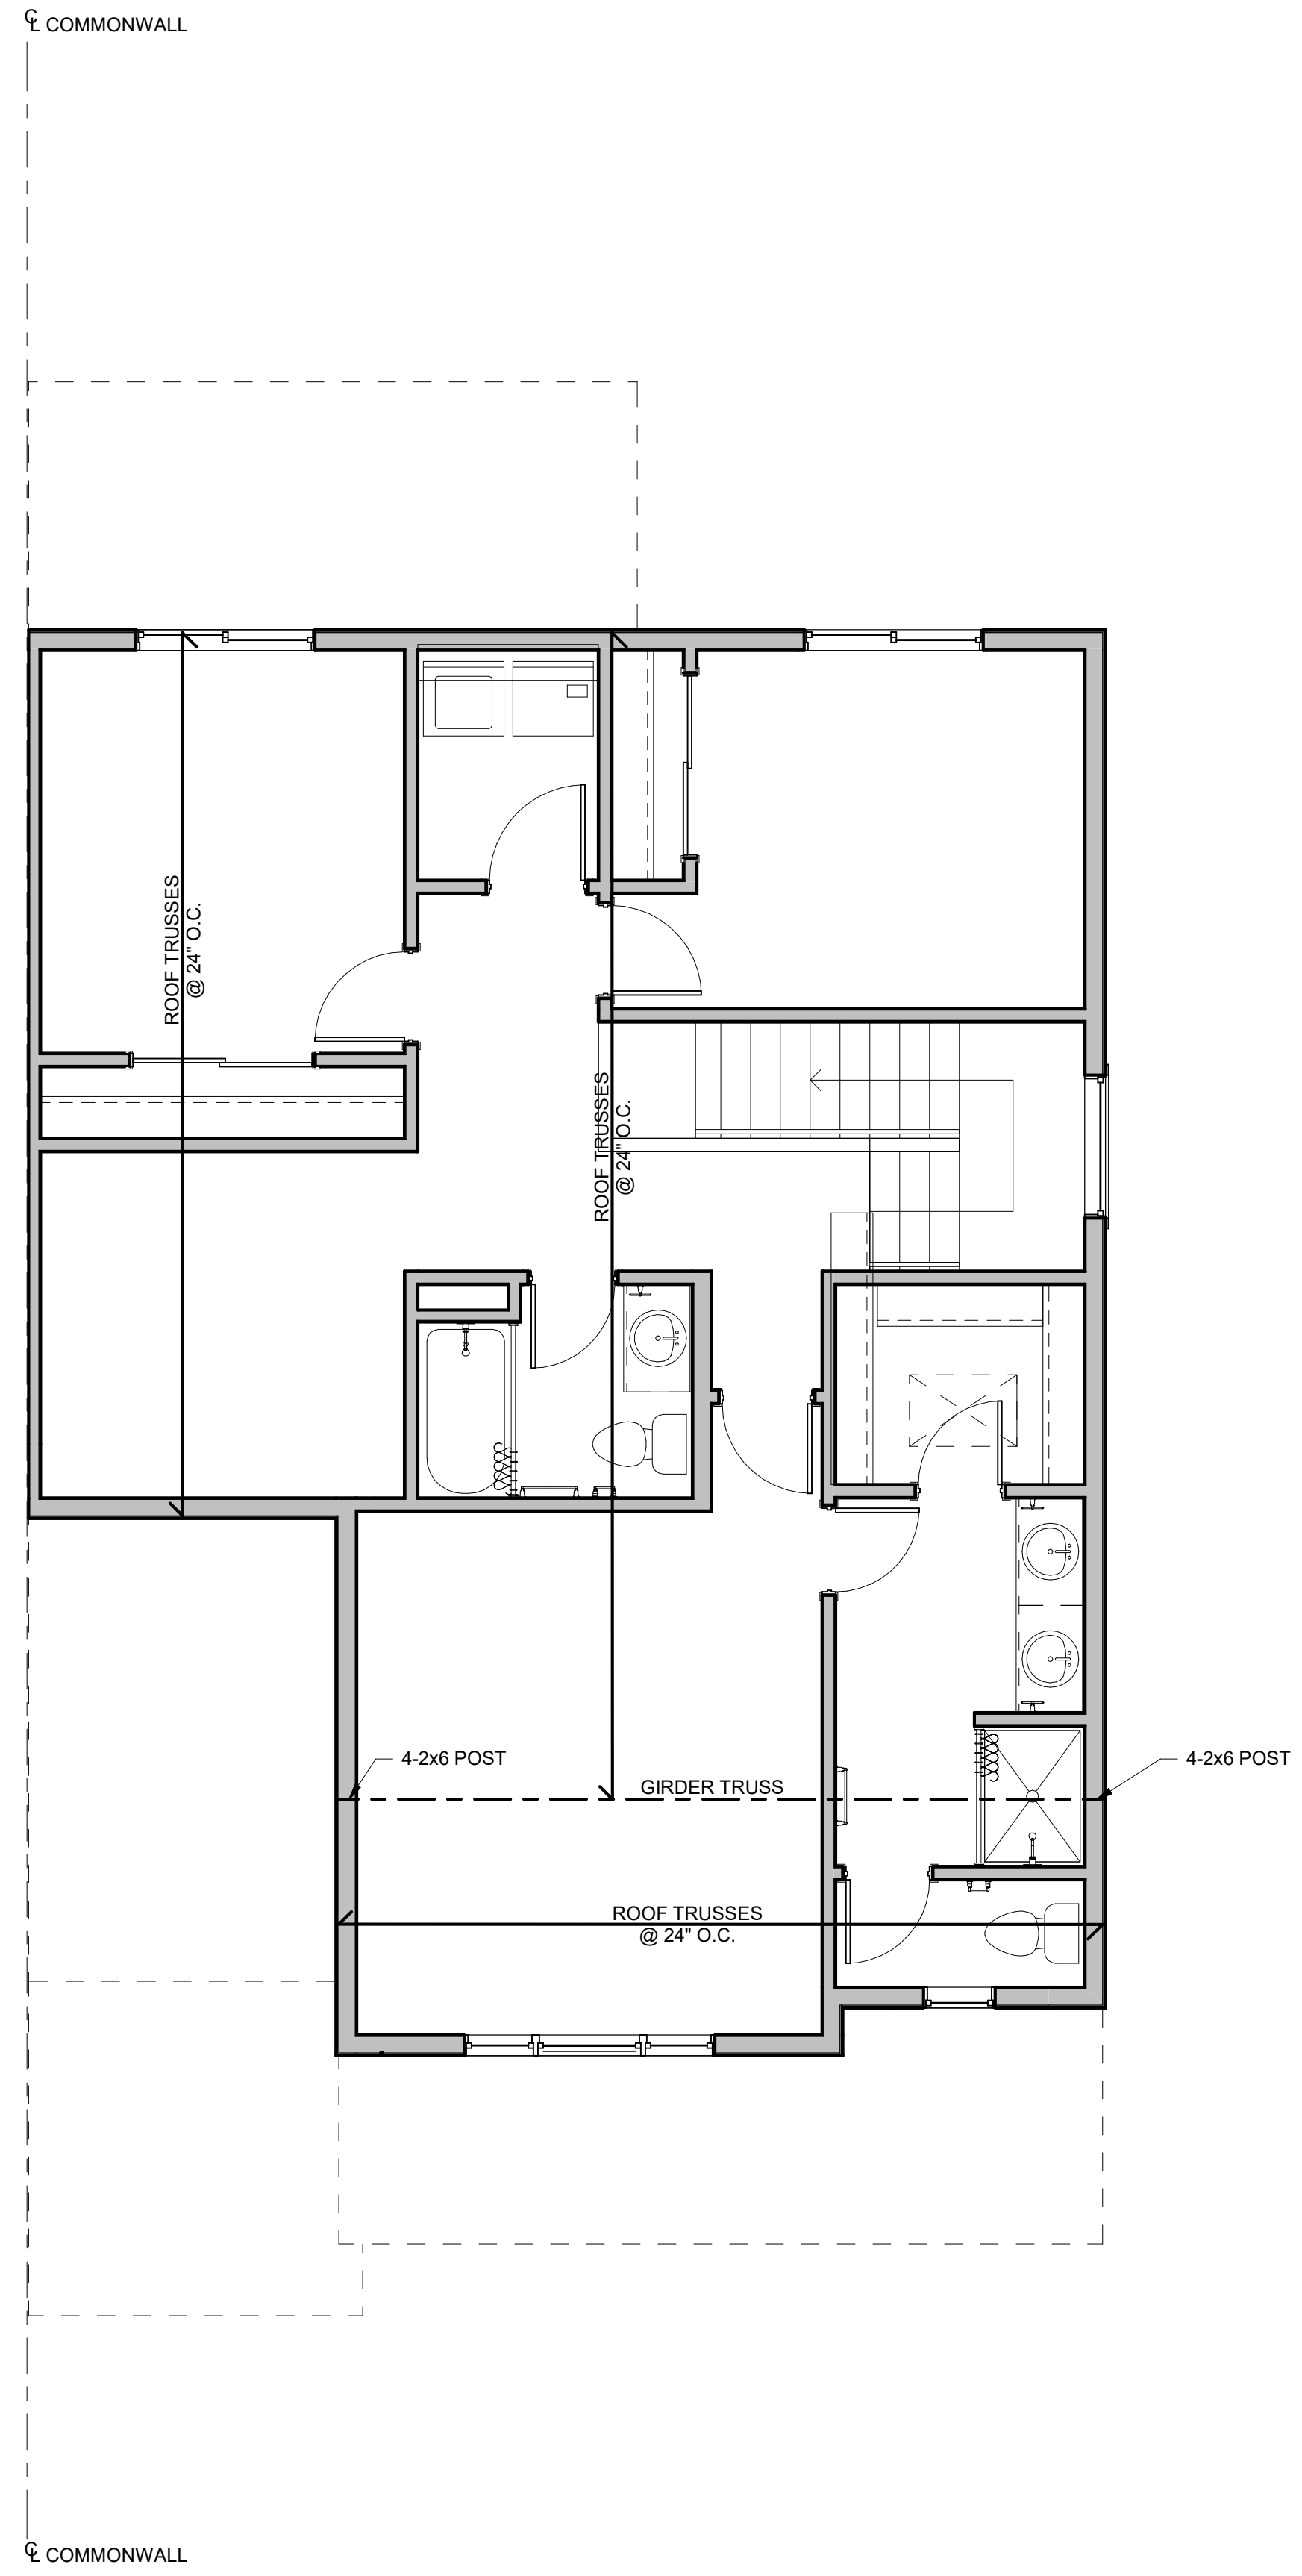 ℄ COMMONWALL
ROOF TRUSSES
@ 24" O.C.
ROOF TRUSSES
@ 24" O.C.
4-2x6 POST
4-2x6 POST
GIRDER TRUSS
ROOF TRUSSES
@ 24" O.C.
℄ COMMONWALL